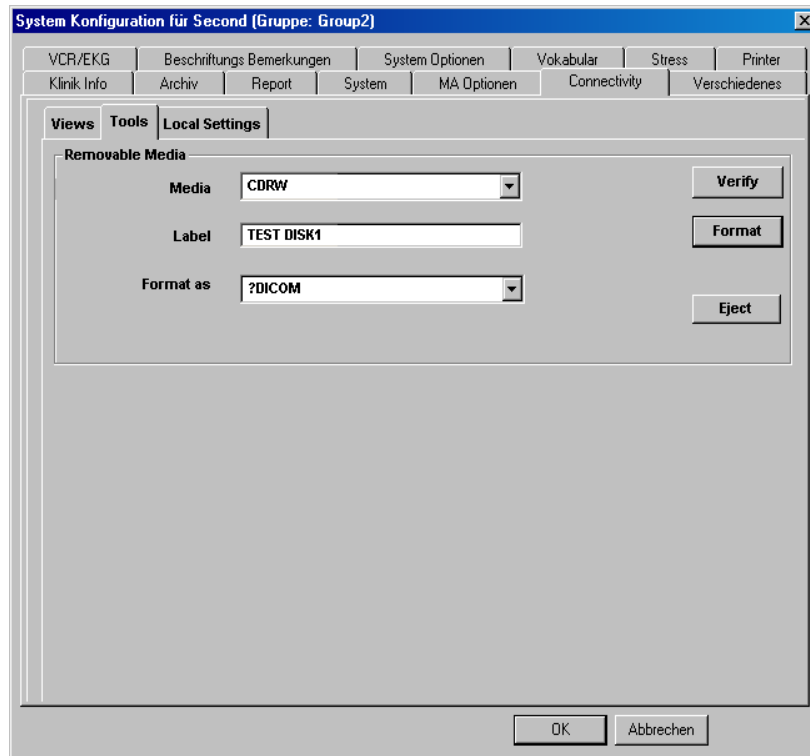 System Konfiguration für Second (Gruppe: Group2)
VCR/EKG Beschriftungs Bemerkungen System Optionen Vokabular Stress Printer
Klinik Info Archiv Report System MA Optionen Connectivity Verschiedenes
Views Tools Local Settings
Removable Media
Media CDRW Verify
Label TEST DISK1 Format
Format as ?DICOM
Eject
OK Abbrechen